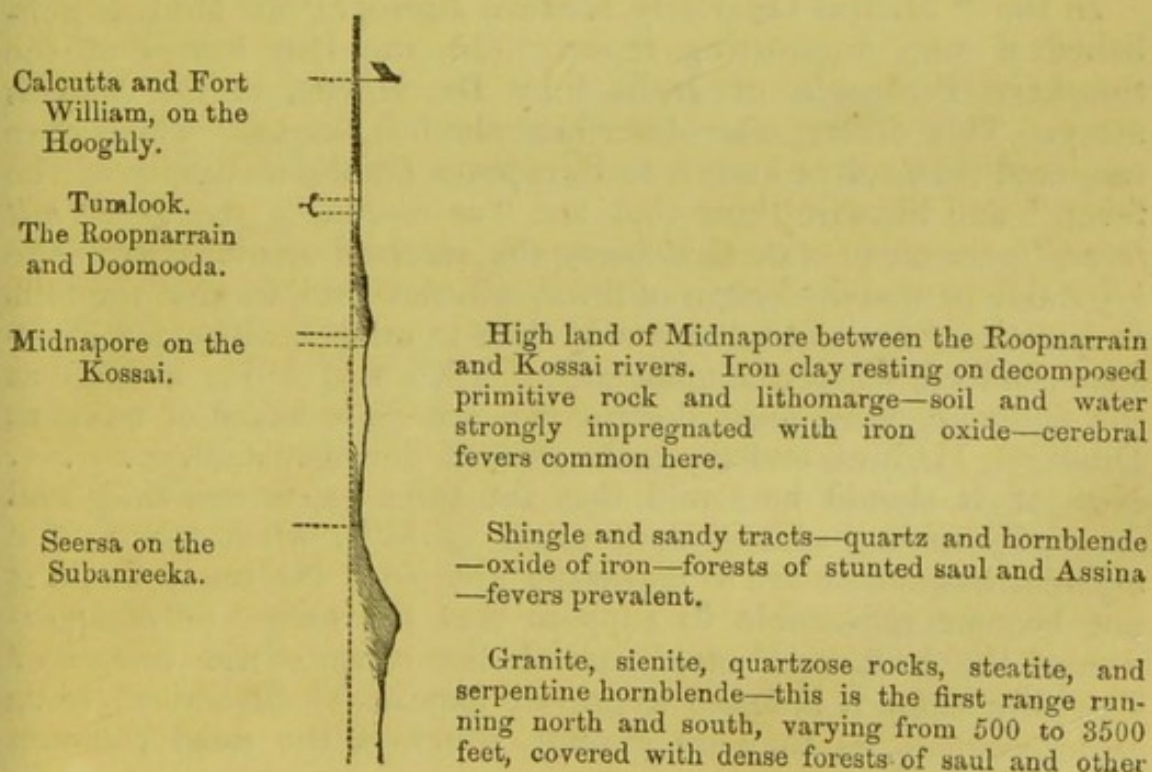 Calcutta and Fort
William, on the
Hooghly.
Tumlook.
The Roopnarrain
and Doomooda.
Midnapore on the
Kossai.
High land of Midnapore between the Roopnarrain
and Kossai rivers. Iron clay resting on decomposed
primitive rock and lithomarge—soil and water
strongly impregnated with iron oxide—cerebral
fevers common here.
Seersa on the
Subanreeka.
Shingle and sandy tracts—quartz and hornblende
—oxide of iron—forests of stunted saul and Assina
—fevers prevalent.
Granite, sienite, quartzose rocks, steatite, and
serpentine hornblende—this is the first range run-
ning north and south, varying from 500 to 3500
feet, covered with dense forests of saul and other